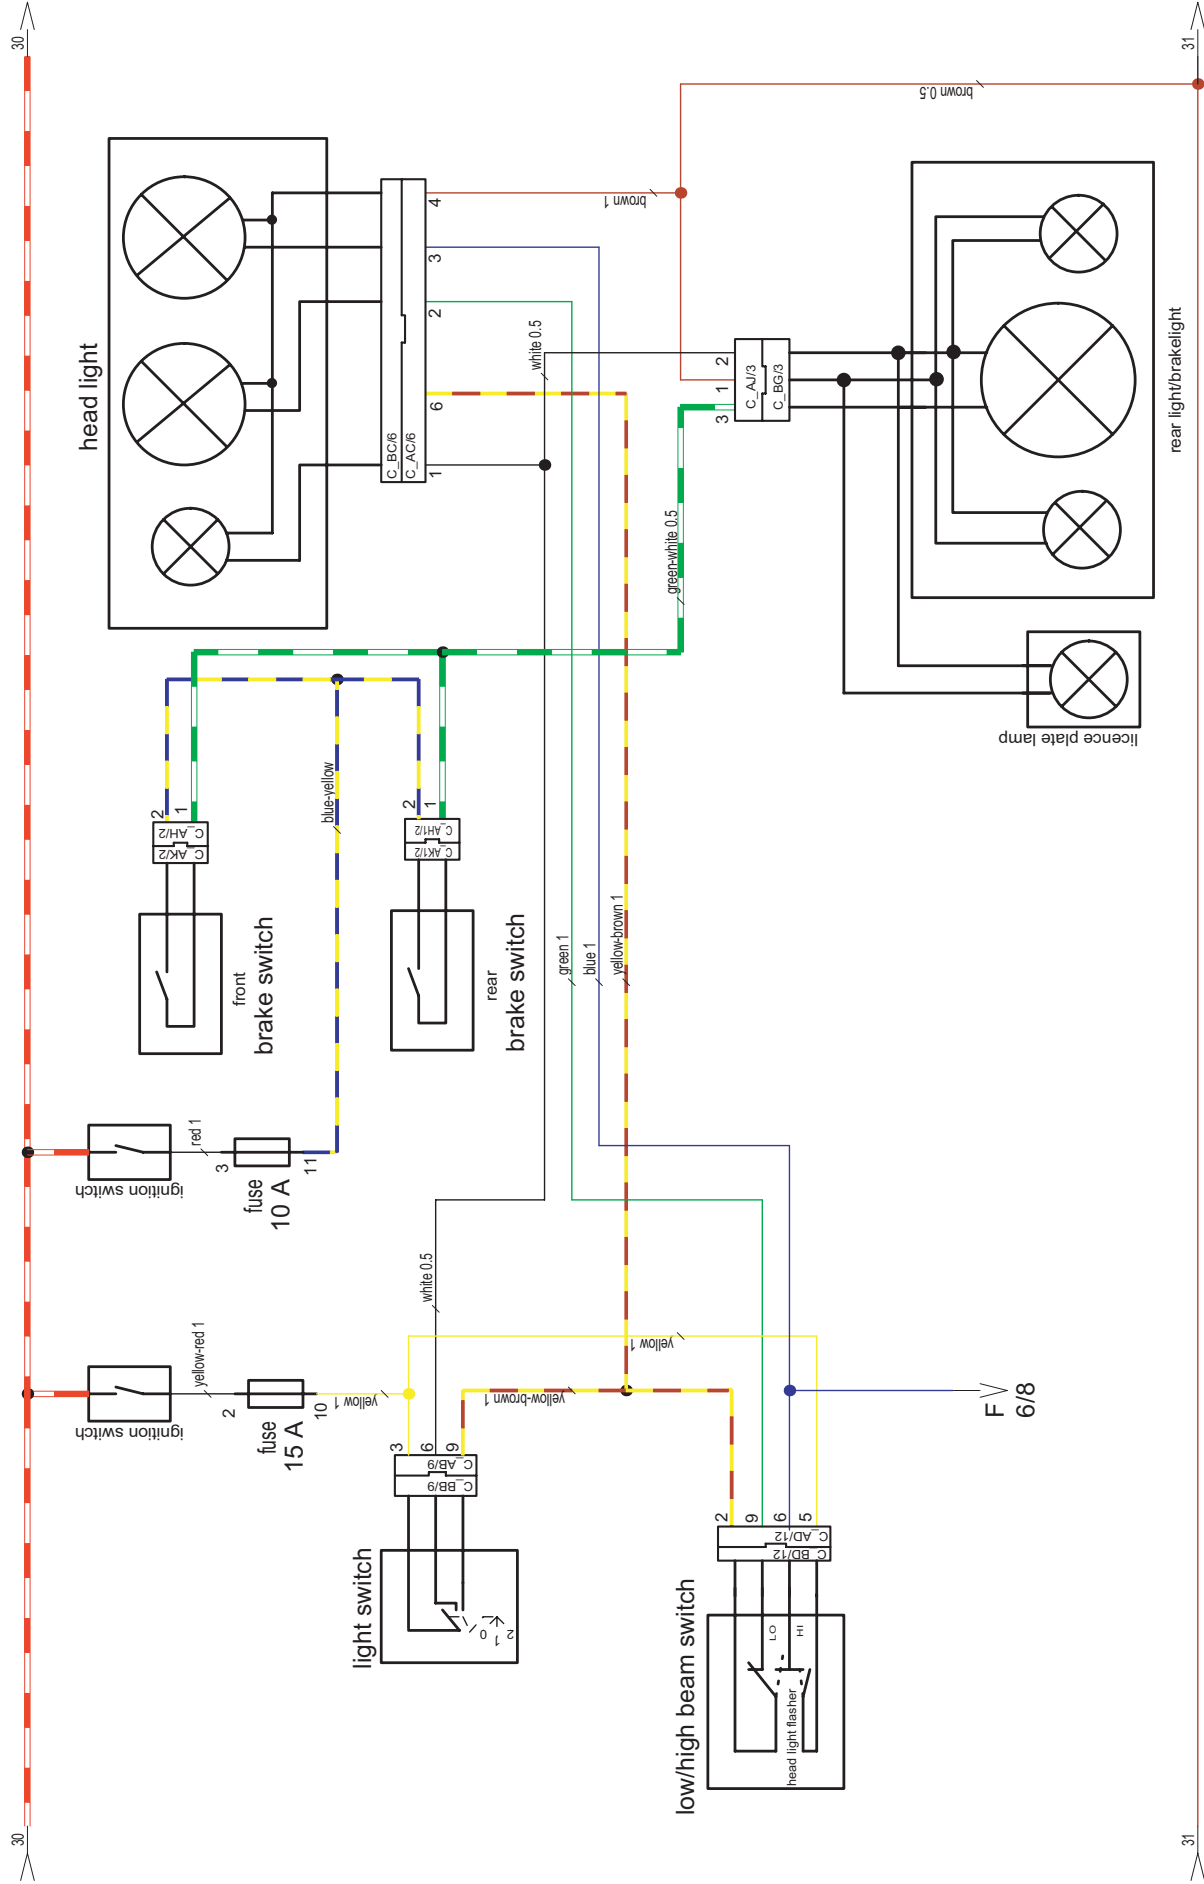 30
31
head light
C_BC/6
C_AC/6
4
3
2
6
1
brown 1
brown 0.5
white 0.5
2
1
3
C_AJ/3
C_BG/3
rear light/brakelight
licence plate lamp
green-white 0.5
2
1
C_AH/2
C_AK/2
front
brake switch
blue-yellow
2
1
C_AH1/2
C_AK1/2
rear
brake switch
green 1
blue 1
yellow-brown 1
ignition switch
red 1
3
11
fuse
10 A
ignition switch
yellow-red 1
2
10
fuse
15 A
yellow 1
white 0.5
yellow 1
yellow-brown 1
3
6
9
C_AB/9
C_BB/9
light switch
2
1
0
2
9
6
5
C_AD/12
C_BD/12
low/high beam switch
LO
HI
head light flasher
F
6/8
30
31